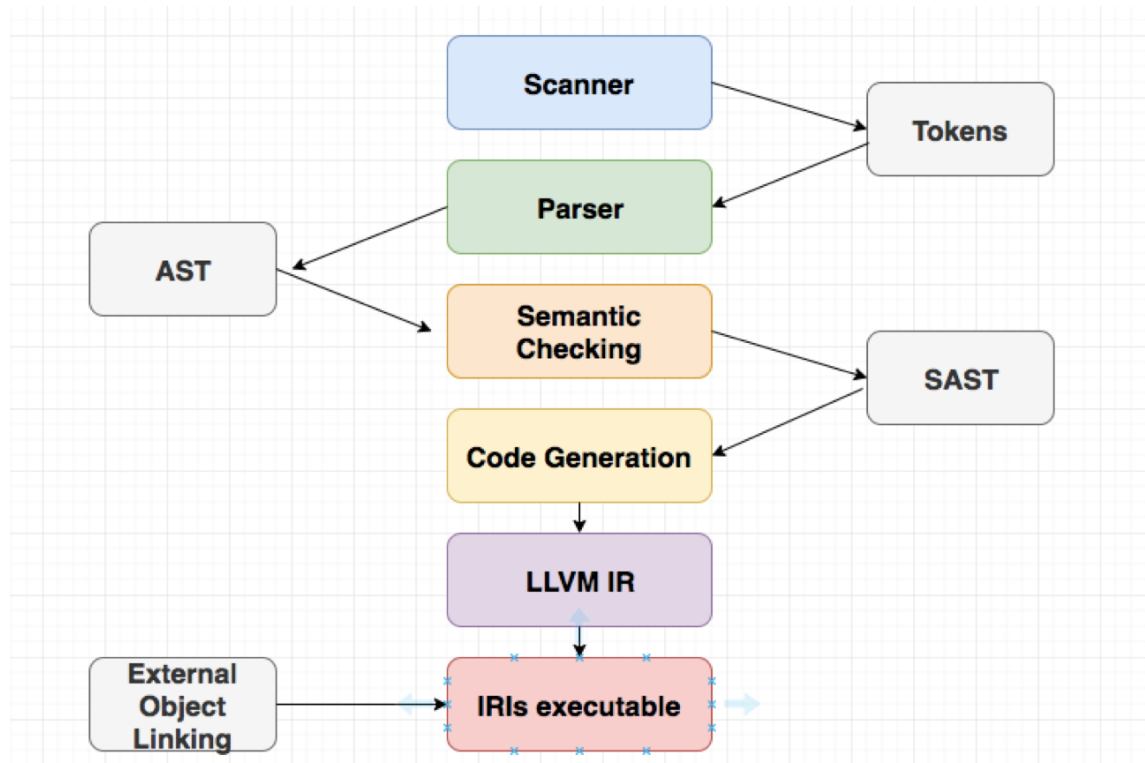 Scanner
Tokens
Parser
AST
Semantic
Checking
SAST
Code Generation
LLVM IR
External
Object
Linking
IRIs executable